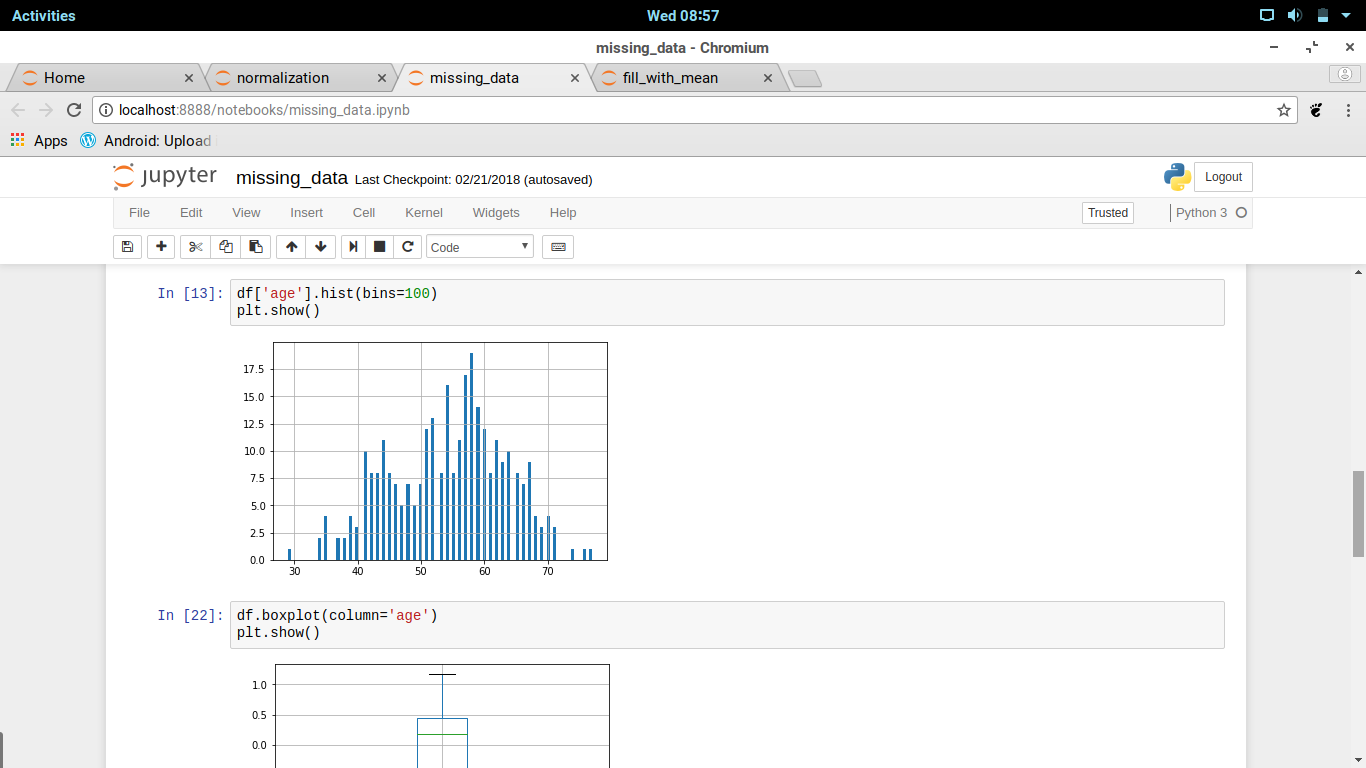 Activities
Wed 08:57
missing_data - Chromium
Home
normalization
missing_data
fill_with_mean
localhost:8888/notebooks/missing_data.ipynb
Apps
Android: Upload
jupyter
missing_data Last Checkpoint: 02/21/2018 (autosaved)
Logout
File Edit View Insert Cell Kernel Widgets Help
Trusted
Python 3
Code
In [13]:
df['age'].hist(bins=100)
plt.show()
17.5
15.0
12.5
10.0
7.5
5.0
2.5
0.0
30 40 50 60 70
In [22]:
df.boxplot(column='age')
plt.show()
1.0
0.5
0.0